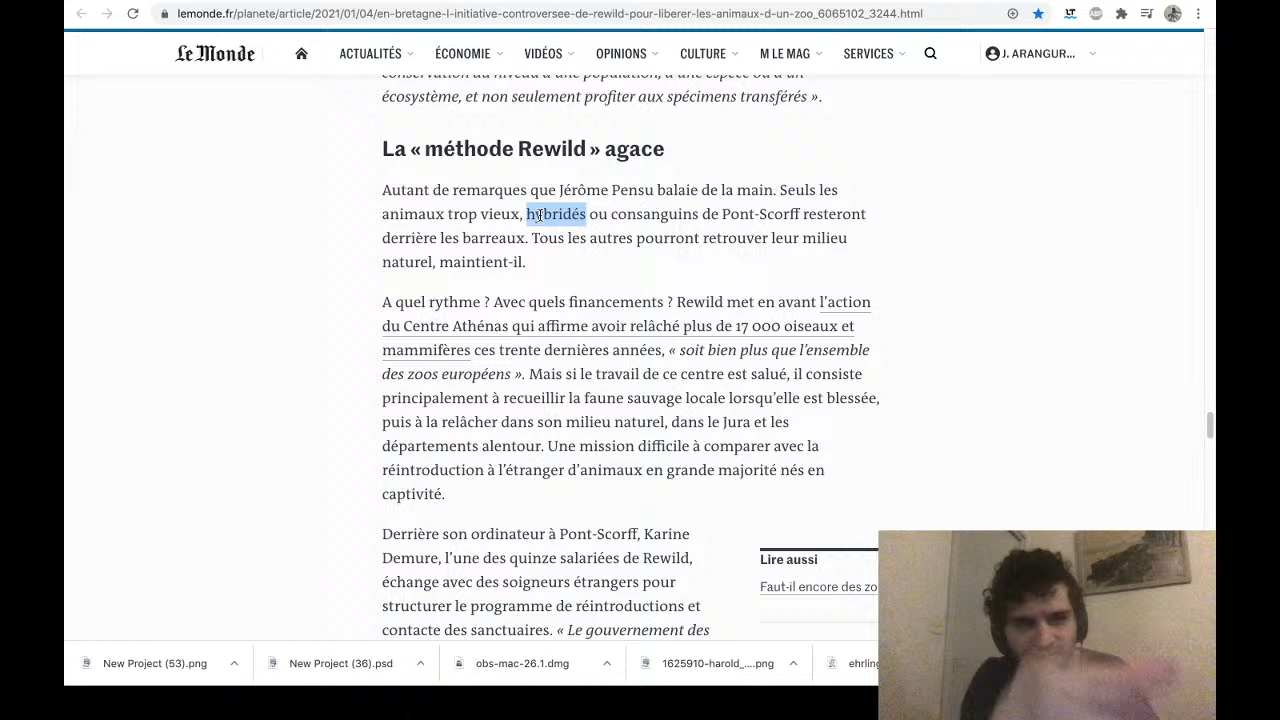 lemonde.fr/planete/article/2021/01/04/en-bretagne-l-initiative-controversee-de-rewild-pour-liberer-les-animaux-d-un-zoo_6065102_3244.html
Le Monde
ACTUALITÉS
ÉCONOMIE
VIDÉOS
OPINIONS
CULTURE
M LE MAG
SERVICES
J. ARANGUR...
conservation au niveau d'une population, d'une espèce ou d'un
écosystème, et non seulement profiter aux spécimens transférés ».
La « méthode Rewild » agace
Autant de remarques que Jérôme Pensu balaie de la main. Seuls les
animaux trop vieux, hybridés ou consanguins de Pont-Scorff resteront
derrière les barreaux. Tous les autres pourront retrouver leur milieu
naturel, maintient-il.
A quel rythme ? Avec quels financements ? Rewild met en avant l'action
du Centre Athénas qui affirme avoir relâché plus de 17 000 oiseaux et
mammifères ces trente dernières années, « soit bien plus que l'ensemble
des zoos européens ». Mais si le travail de ce centre est salué, il consiste
principalement à recueillir la faune sauvage locale lorsqu'elle est blessée,
puis à la relâcher dans son milieu naturel, dans le Jura et les
départements alentour. Une mission difficile à comparer avec la
réintroduction à l'étranger d'animaux en grande majorité nés en
captivité.
Derrière son ordinateur à Pont-Scorff, Karine
Demure, l'une des quinze salariées de Rewild,
échange avec des soigneurs étrangers pour
structurer le programme de réintroductions et
contacte des sanctuaires. « Le gouvernement des
Lire aussi
Faut-il encore des zo
New Project (53).png
New Project (36).psd
obs-mac-26.1.dmg
1625910-harold_....png
ehrling